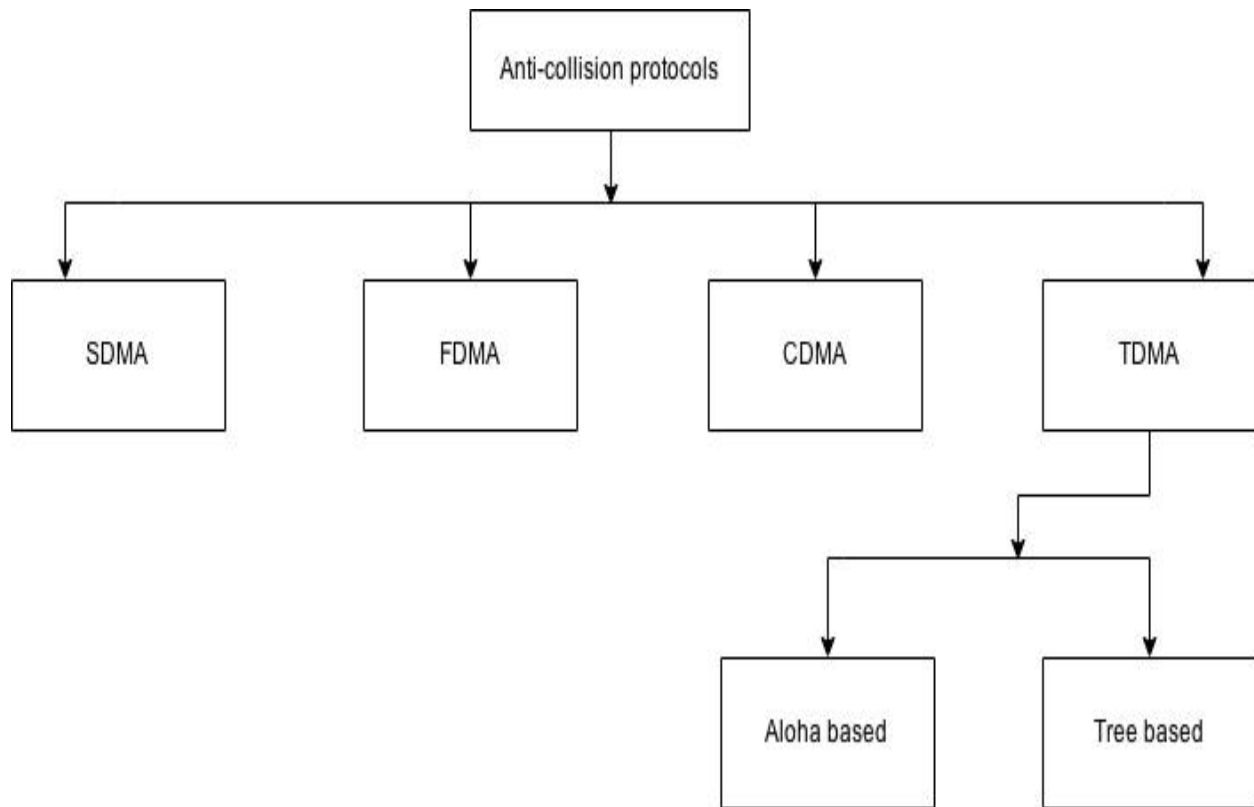 Anti-collision protocols
SDMA
FDMA
CDMA
TDMA
Aloha based
Tree based